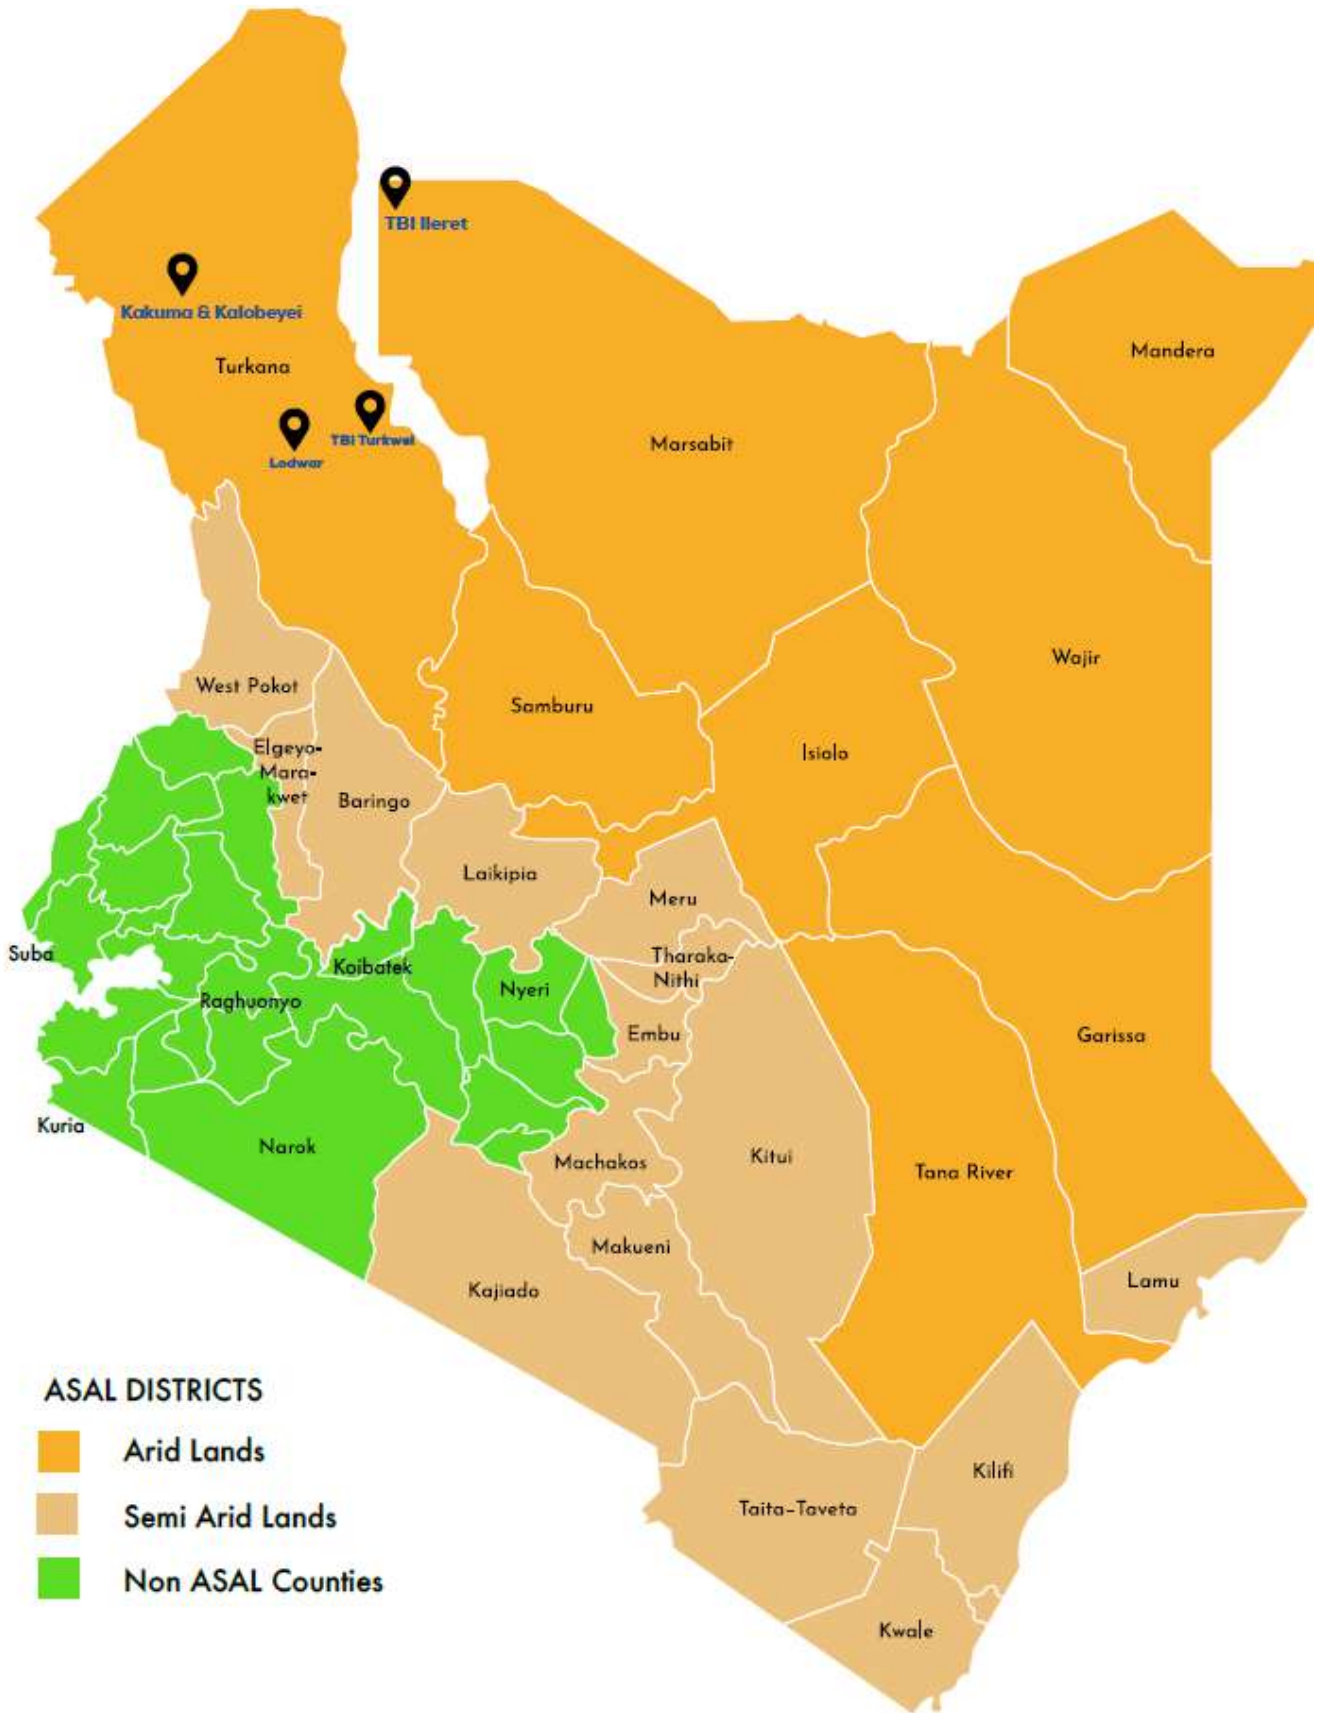 TBI Ileret
Kakuma & Kalobeyei
Mandera
Turkana
TBI Turkwel
Marsabit
Lodwar
Wajir
West Pokot
Samburu
Elgeyo-
Mara-
kwet
Isiolo
Baringo
Laikipia
Meru
Suba
Tharaka-
Nithi
Koibatek
Nyeri
Raghuonyo
Embu
Garissa
Kuria
Narok
Machakos
Kitui
Tana River
Makueni
Kajiado
Lamu
ASAL DISTRICTS
Arid Lands
Semi Arid Lands
Non ASAL Counties
Kilifi
Taita-Taveta
Kwale